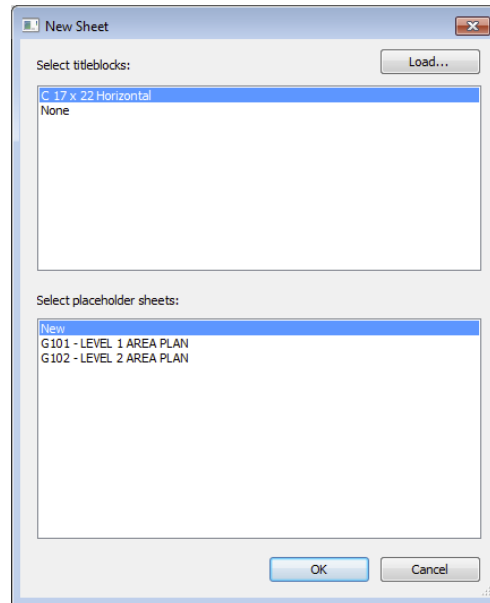 New Sheet
Select titleblocks:
Load...
C 17 x 22 Horizontal
None
Select placeholder sheets:
New
G101 - LEVEL 1 AREA PLAN
G102 - LEVEL 2 AREA PLAN
OK
Cancel